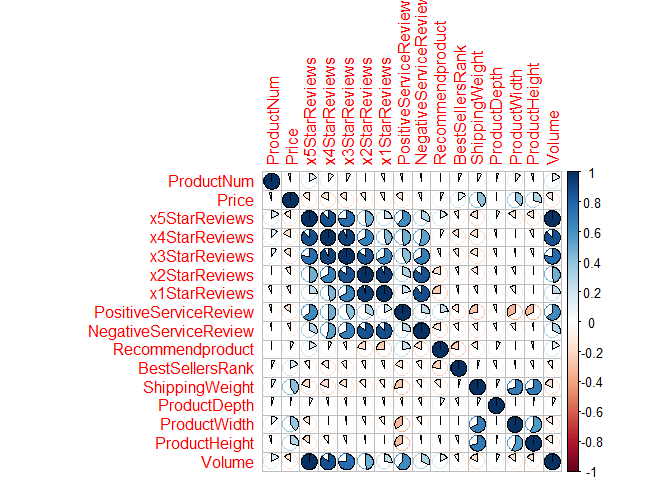 ProductNum
Price
x5StarReviews
x4StarReviews
x3StarReviews
x2StarReviews
x1StarReviews
PositiveServiceReview
NegativeServiceReview
Recommendproduct
BestSellersRank
ShippingWeight
ProductDepth
ProductWidth
ProductHeight
Volume
ProductNum
Price
x5StarReviews
x4StarReviews
x3StarReviews
x2StarReviews
x1StarReviews
PositiveServiceReview
NegativeServiceReview
Recommendproduct
BestSellersRank
ShippingWeight
ProductDepth
ProductWidth
ProductHeight
Volume
1
0.8
0.6
0.4
0.2
0
-0.2
-0.4
-0.6
-0.8
-1